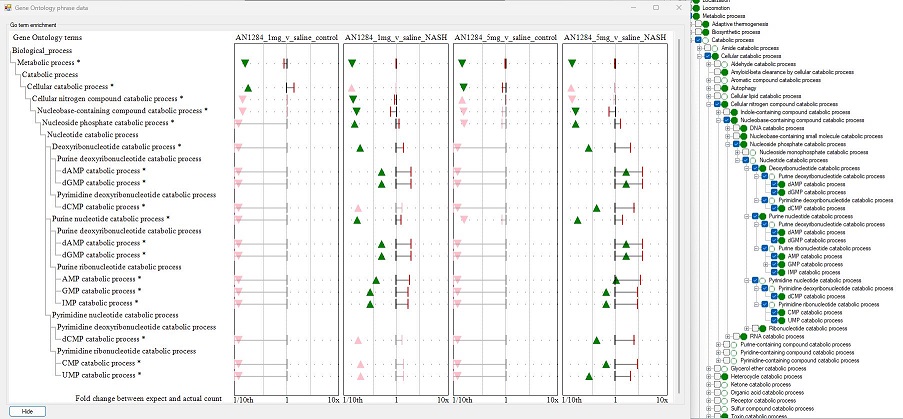 Gene Ontology phrase data
Go term enrichment
Gene Ontology terms
AN1284_1mg_v_saline_control
AN1284_1mg_v_saline_NASH
AN1284_5mg_v_saline_control
AN1284_5mg_v_saline_NASH
Biological_process
Metabolic process *
Catabolic process
Cellular catabolic process *
Cellular nitrogen compound catabolic process *
Nucleobase-containing compound catabolic process *
Nucleoside phosphate catabolic process *
Nucleotide catabolic process
Deoxyribonucleotide catabolic process *
Purine deoxyribonucleotide catabolic process
dAMP catabolic process *
dGMP catabolic process *
Pyrimidine deoxyribonucleotide catabolic process
dCMP catabolic process *
Purine nucleotide catabolic process *
Purine deoxyribonucleotide catabolic process
dAMP catabolic process *
dGMP catabolic process *
Purine ribonucleotide catabolic process
AMP catabolic process *
GMP catabolic process *
IMP catabolic process *
Pyrimidine nucleotide catabolic process
Pyrimidine deoxyribonucleotide catabolic process
dCMP catabolic process *
Pyrimidine ribonucleotide catabolic process
CMP catabolic process *
UMP catabolic process *
Fold change between expect and actual count
1/10th 1 10x
1/10th 1 10x
1/10th 1 10x
1/10th 1 10x
Hide
Localization
Locomotion
Metabolic process
Adaptive thermogenesis
Biosynthetic process
Catabolic process
Amide catabolic process
Cellular catabolic process
Aldehyde catabolic process
Amyloid-beta clearance by cellular catabolic process
Aromatic compound catabolic process
Autophagy
Cellular lipid catabolic process
Cellular nitrogen compound catabolic process
Indole-containing compound catabolic process
Nucleobase-containing compound catabolic process
DNA catabolic process
Nucleobase-containing small molecule catabolic process
Nucleoside phosphate catabolic process
Nucleoside monophosphate catabolic process
Nucleotide catabolic process
Deoxyribonucleotide catabolic process
Purine deoxyribonucleotide catabolic process
dAMP catabolic process
dGMP catabolic process
Pyrimidine deoxyribonucleotide catabolic process
dCMP catabolic process
Purine nucleotide catabolic process
Purine deoxyribonucleotide catabolic process
dAMP catabolic process
dGMP catabolic process
Purine ribonucleotide catabolic process
AMP catabolic process
GMP catabolic process
IMP catabolic process
Pyrimidine nucleotide catabolic process
Pyrimidine deoxyribonucleotide catabolic process
dCMP catabolic process
Pyrimidine ribonucleotide catabolic process
CMP catabolic process
UMP catabolic process
Ribonucleotide catabolic process
RNA catabolic process
Purine-containing compound catabolic process
Pyridine-containing compound catabolic process
Pyrimidine-containing compound catabolic process
Glycerol ether catabolic process
Heterocycle catabolic process
Ketone catabolic process
Organic acid catabolic process
Receptor catabolic process
Sulfur compound catabolic process
Toxin catabolic process